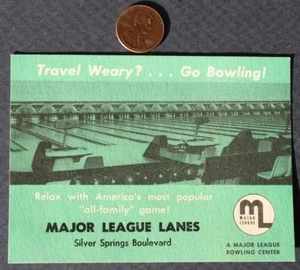 Travel Weary? . . . Go Bowling!
Relax with America's most popular
"all-family" game!
MAJOR LEAGUE LANES
Silver Springs Boulevard
ML
MAJOR
LEAGUE
A MAJOR LEAGUE
BOWLING CENTER